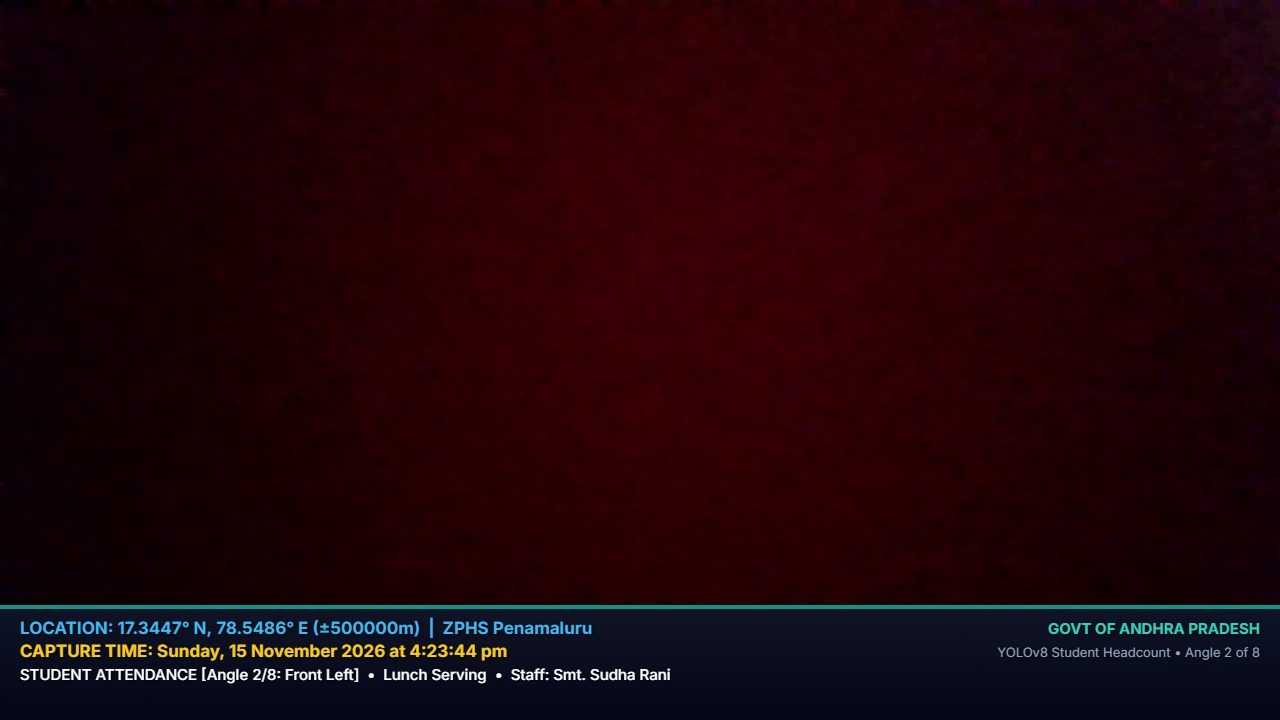 LOCATION: 17.3447° N, 78.5486° E (±500000m) | ZPHS Penamaluru
CAPTURE TIME: Sunday, 15 November 2026 at 4:23:44 pm
STUDENT ATTENDANCE [Angle 2/8: Front Left] • Lunch Serving • Staff: Smt. Sudha Rani
GOVT OF ANDHRA PRADESH
YOLOv8 Student Headcount • Angle 2 of 8